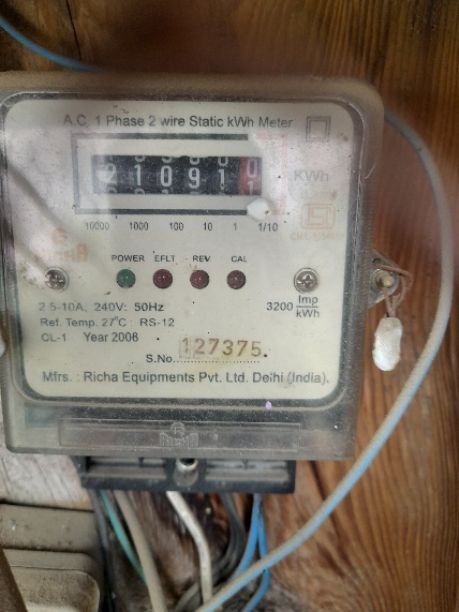 A.C. 1 Phase 2 wire Static kWh Meter
21091
KWh
10000 1000 100 10 1 1/10
POWER EFLT REV CAL
2.5-10A, 240V: 50Hz
3200 Imp/kWh
Ref. Temp. 27°C : RS-12
CL-1 Year 2006
S.No. 127375.
Mfrs. : Richa Equipments Pvt. Ltd. Delhi (India).